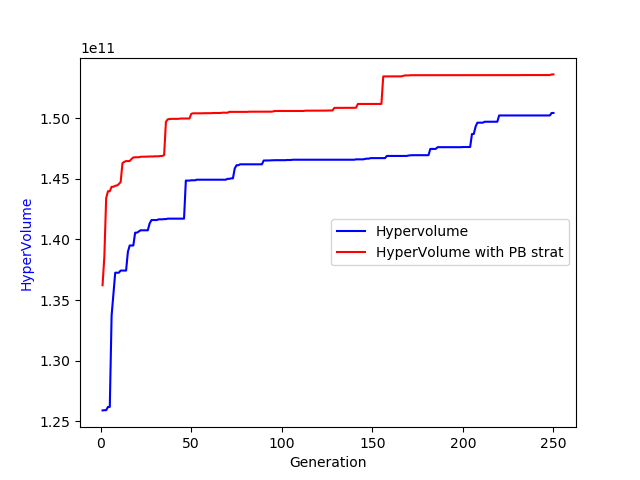 1e11
1.50
1.45
1.40
1.35
1.30
1.25
HyperVolume
Hypervolume
HyperVolume with PB strat
0 50 100 150 200 250
Generation